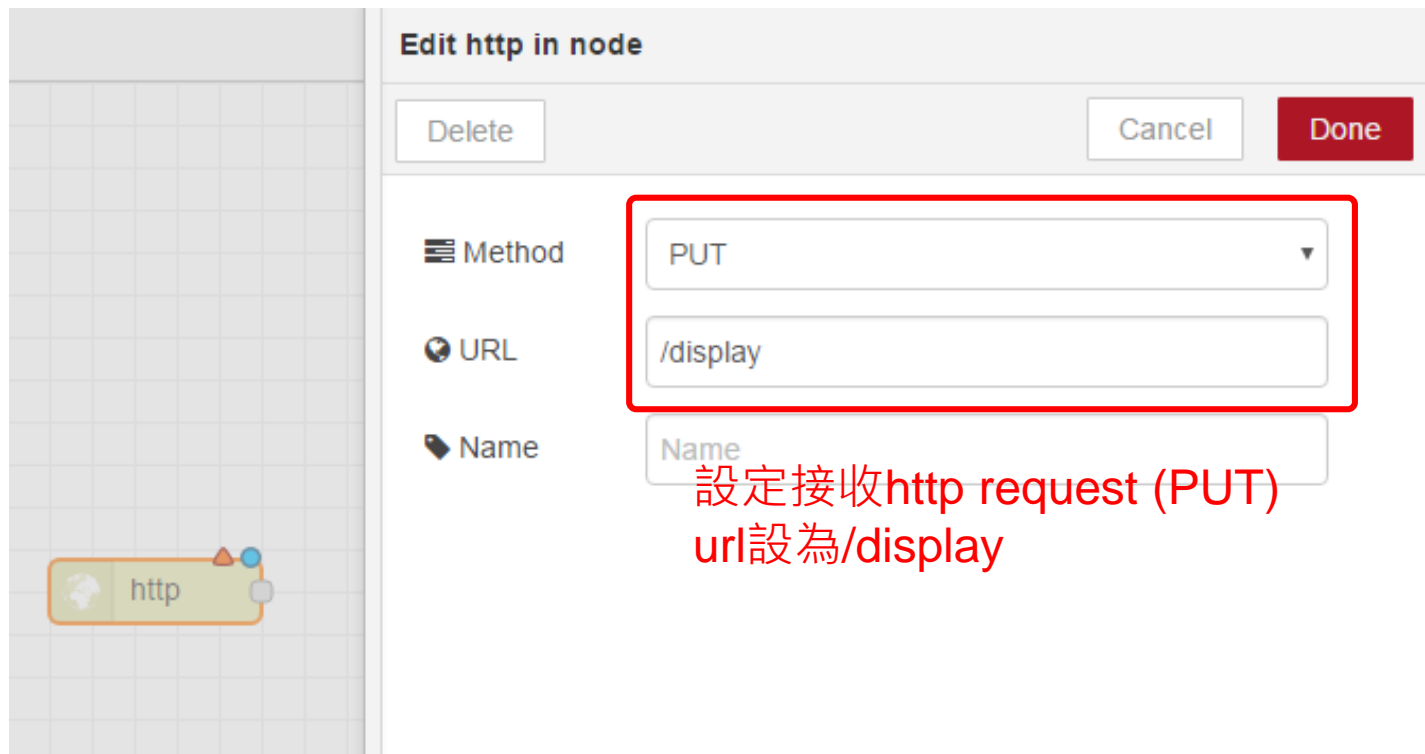 Edit http in node
Delete
Cancel
Done
Method
PUT
URL
/display
Name
Name
設定接收http request (PUT)
url設為/display
http